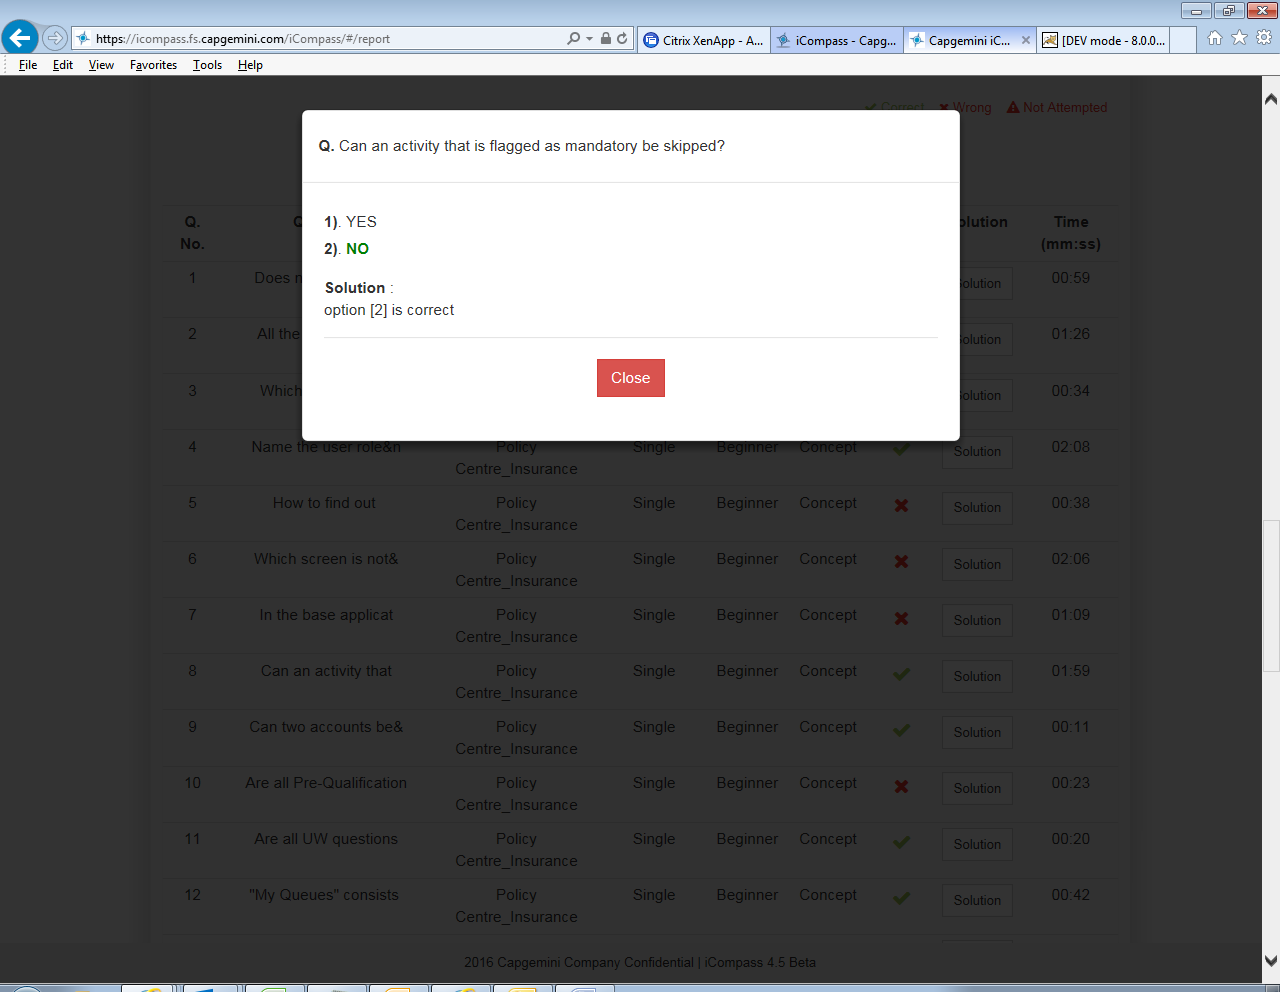 https://icompass.fs.capgemini.com/iCompass/#/report
Citrix XenApp - A...
iCompass - Capg...
Capgemini iC...
[DEV mode - 8.0.0...
File Edit View Favorites Tools Help
Correct Wrong Not Attempted
Q. Can an activity that is flagged as mandatory be skipped?
1). YES
2). NO
Solution :
option [2] is correct
Close
Q. No. Solution Time (mm:ss)
1 Does 00:59
2 All the 01:26
3 Which 00:34
4 Name the user role&n Policy Centre_Insurance Single Beginner Concept Solution 02:08
5 How to find out Policy Centre_Insurance Single Beginner Concept Solution 00:38
6 Which screen is not& Policy Centre_Insurance Single Beginner Concept Solution 02:06
7 In the base applicat Policy Centre_Insurance Single Beginner Concept Solution 01:09
8 Can an activity that Policy Centre_Insurance Single Beginner Concept Solution 01:59
9 Can two accounts be& Policy Centre_Insurance Single Beginner Concept Solution 00:11
10 Are all Pre-Qualification Policy Centre_Insurance Single Beginner Concept Solution 00:23
11 Are all UW questions Policy Centre_Insurance Single Beginner Concept Solution 00:20
12 "My Queues" consists Policy Centre_Insurance Single Beginner Concept Solution 00:42
2016 Capgemini Company Confidential | iCompass 4.5 Beta